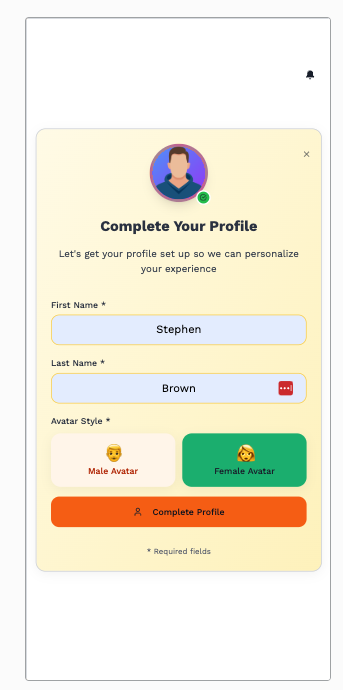 ×
Complete Your Profile
Let's get your profile set up so we can personalize
your experience
First Name *
Stephen
Last Name *
Brown
Avatar Style *
Male Avatar
Female Avatar
Complete Profile
* Required fields